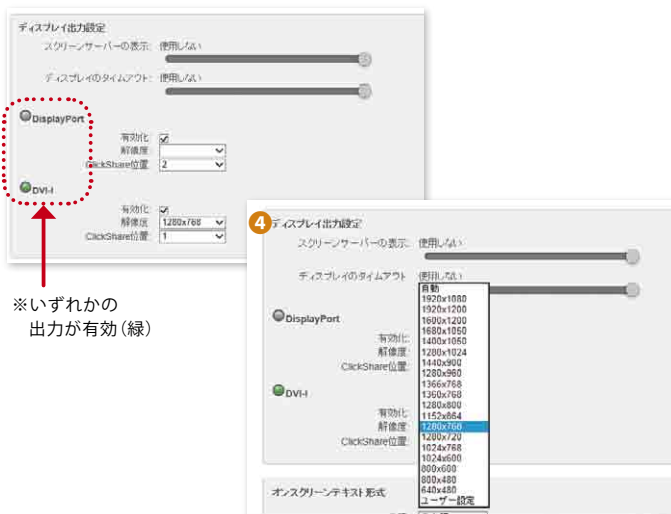 ディスプレイ出力設定
スクリーンサーバーの表示: 使用しない
ディスプレイのタイムアウト: 使用しない
DisplayPort
有効化:
解像度:
ClickShare位置: 2
DVI-I
有効化:
解像度: 1280x768
ClickShare位置: 1
※いずれかの
出力が有効(緑)
4 ディスプレイ出力設定
スクリーンサーバーの表示: 使用しない
ディスプレイのタイムアウト: 使用しない
DisplayPort
有効化:
解像度:
ClickShare位置:
DVI-I
有効化:
解像度:
ClickShare位置:
自動
1920x1080
1920x1200
1600x1200
1680x1050
1400x1050
1280x1024
1440x900
1280x960
1366x768
1360x768
1280x800
1152x864
1280x768
1280x720
1024x768
1024x600
800x600
800x480
640x480
ユーザー設定
オンスクリーンテキスト形式